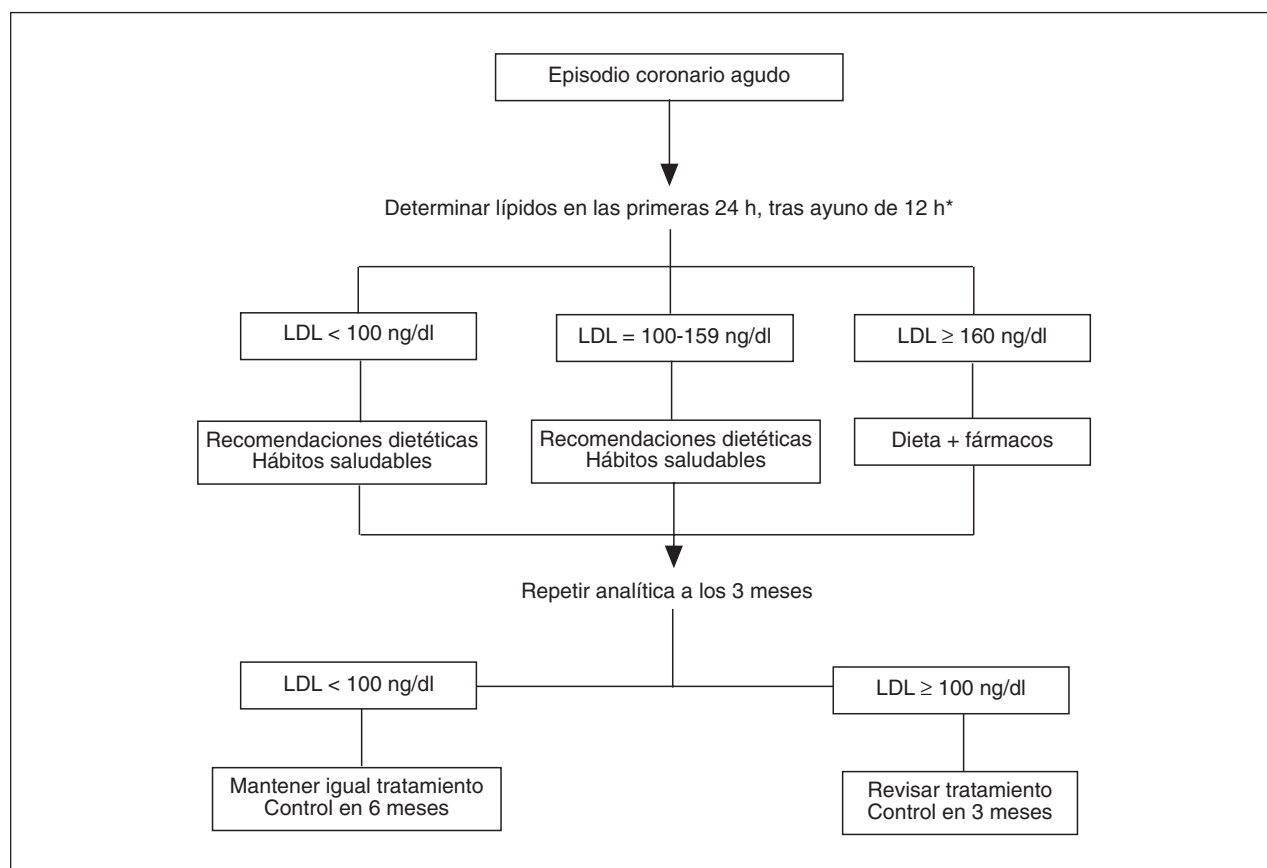 Episodio coronario agudo
Determinar lípidos en las primeras 24 h, tras ayuno de 12 h*
LDL < 100 ng/dl
LDL = 100-159 ng/dl
LDL ≥ 160 ng/dl
Recomendaciones dietéticas
Hábitos saludables
Recomendaciones dietéticas
Hábitos saludables
Dieta + fármacos
Repetir analítica a los 3 meses
LDL < 100 ng/dl
LDL ≥ 100 ng/dl
Mantener igual tratamiento
Control en 6 meses
Revisar tratamiento
Control en 3 meses